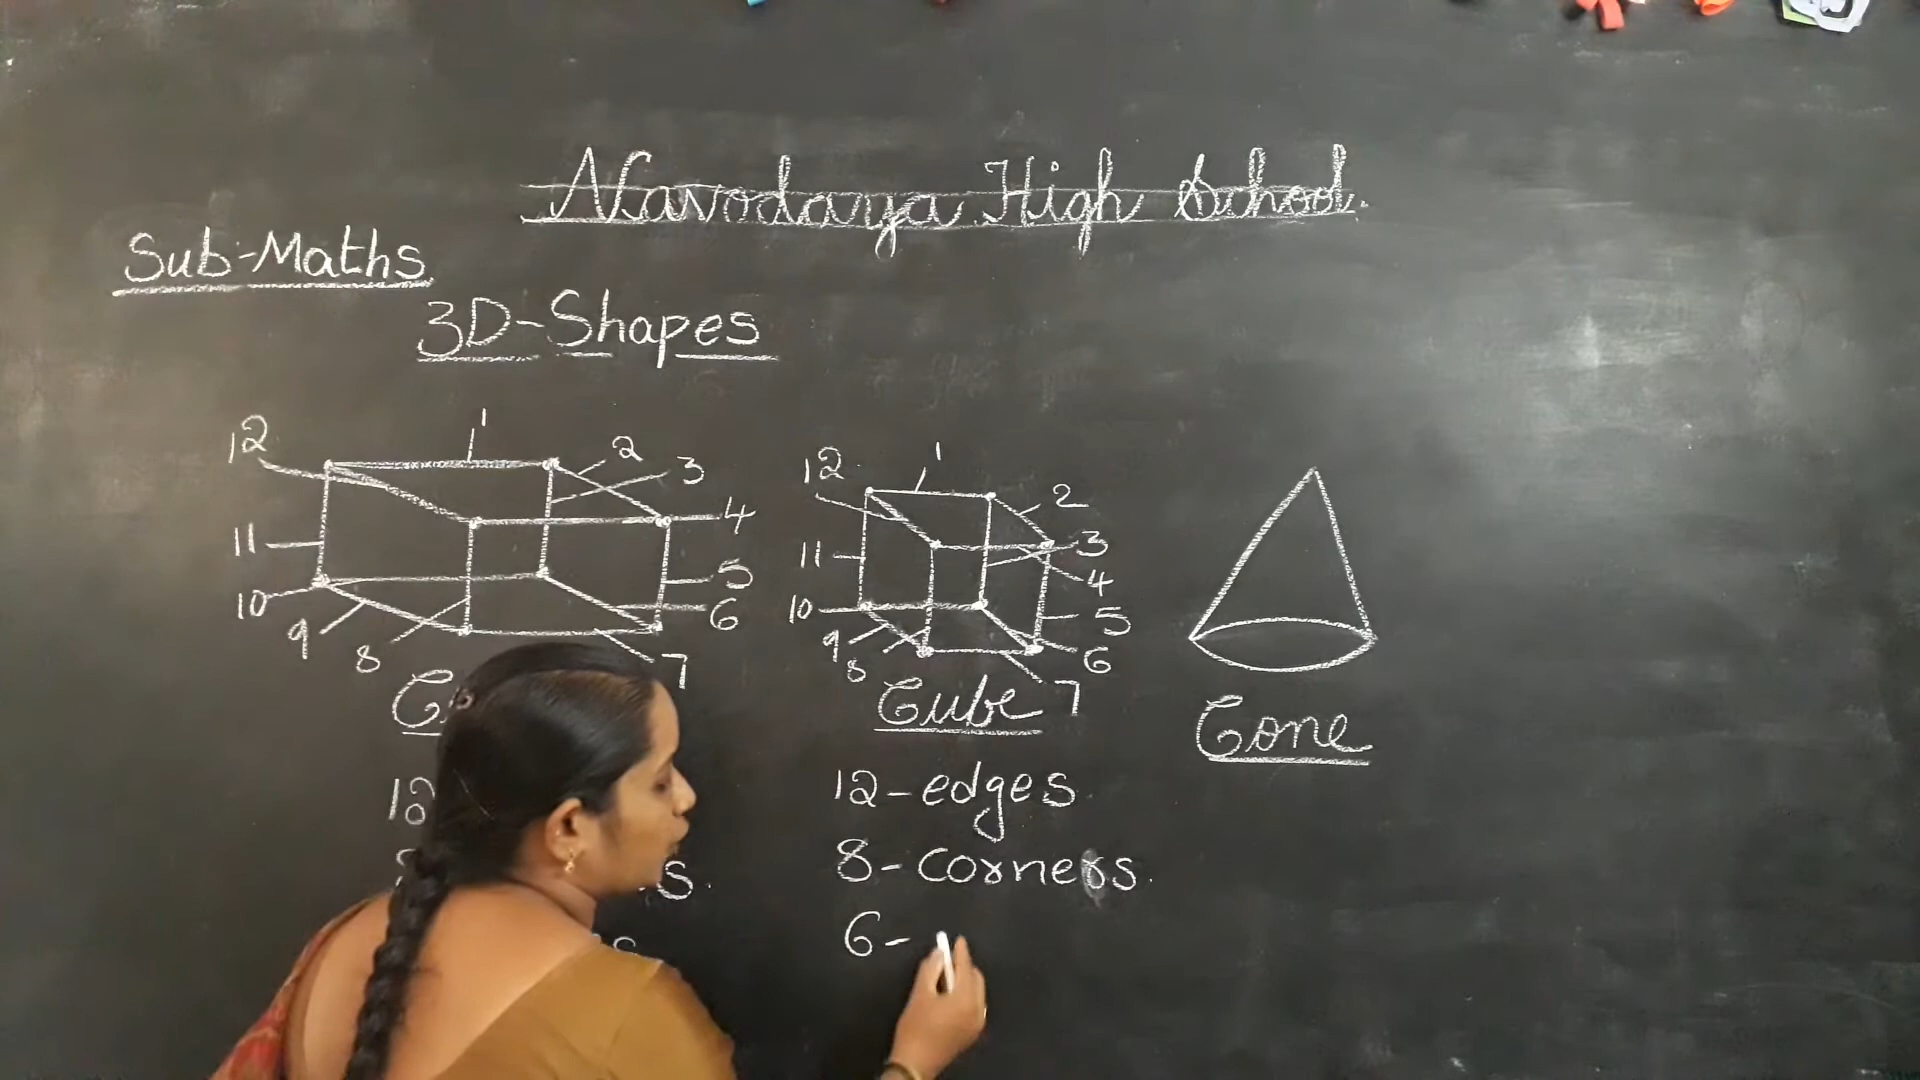 Navodaya High School.
Sub-Maths.
3D-Shapes
12 1 2 3 4 5 6 7 8 9 10 11
12 1 2 3 4 5 6 7 8 9 10 11
Cube
Cone
12-edges.
8-corners.
6-